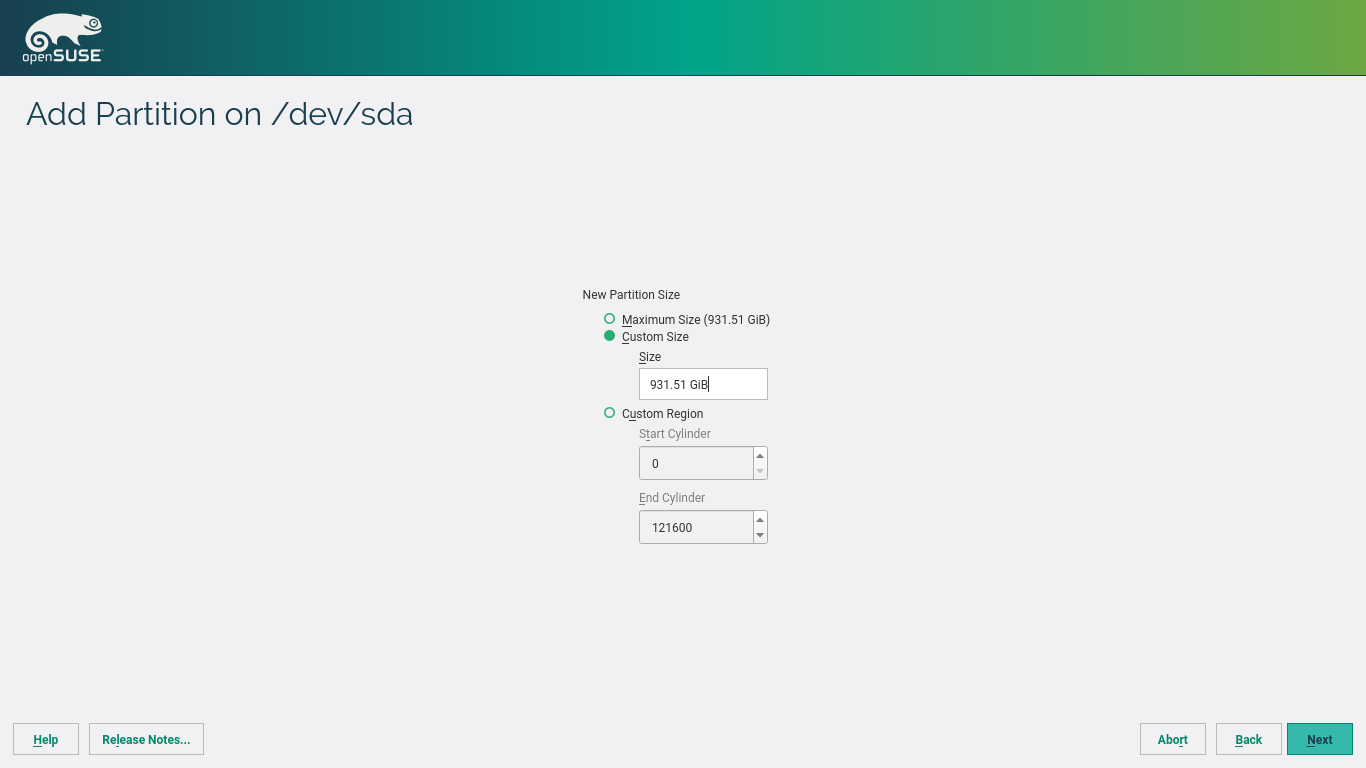 openSUSE
Add Partition on /dev/sda
New Partition Size
Maximum Size (931.51 GiB)
Custom Size
Size
931.51 GiB
Custom Region
Start Cylinder
0
End Cylinder
121600
Help
Release Notes...
Abort
Back
Next